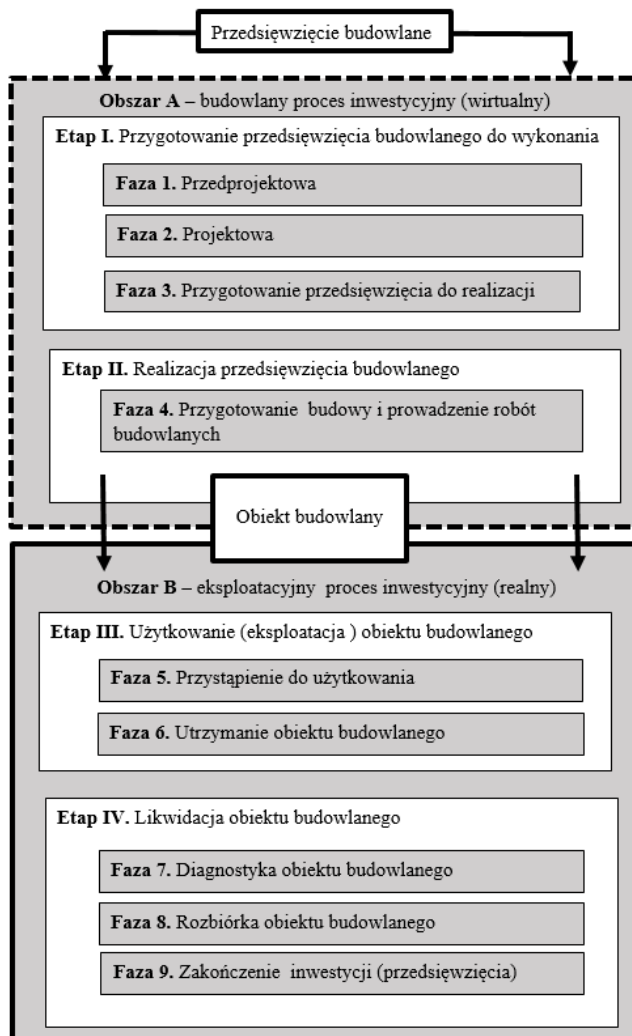 Przedsięwzięcie budowlane
Obszar A – budowlany proces inwestycyjny (wirtualny)
Etap I. Przygotowanie przedsięwzięcia budowlanego do wykonania
Faza 1. Przedprojektowa
Faza 2. Projektowa
Faza 3. Przygotowanie przedsięwzięcia do realizacji
Etap II. Realizacja przedsięwzięcia budowlanego
Faza 4. Przygotowanie budowy i prowadzenie robót
budowlanych
Obiekt budowlany
Obszar B – eksploatacyjny proces inwestycyjny (realny)
Etap III. Użytkowanie (eksploatacja ) obiektu budowlanego
Faza 5. Przystąpienie do użytkowania
Faza 6. Utrzymanie obiektu budowlanego
Etap IV. Likwidacja obiektu budowlanego
Faza 7. Diagnostyka obiektu budowlanego
Faza 8. Rozbiórka obiektu budowlanego
Faza 9. Zakończenie inwestycji (przedsięwzięcia)